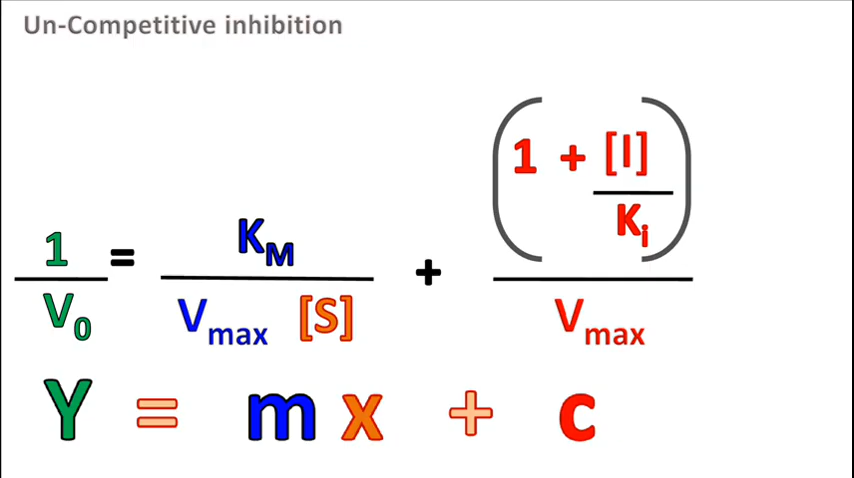 Un-Competitive inhibition
1 / V0 = KM / Vmax [S] + (1 + [I] / Ki) / Vmax
Y = m x + c